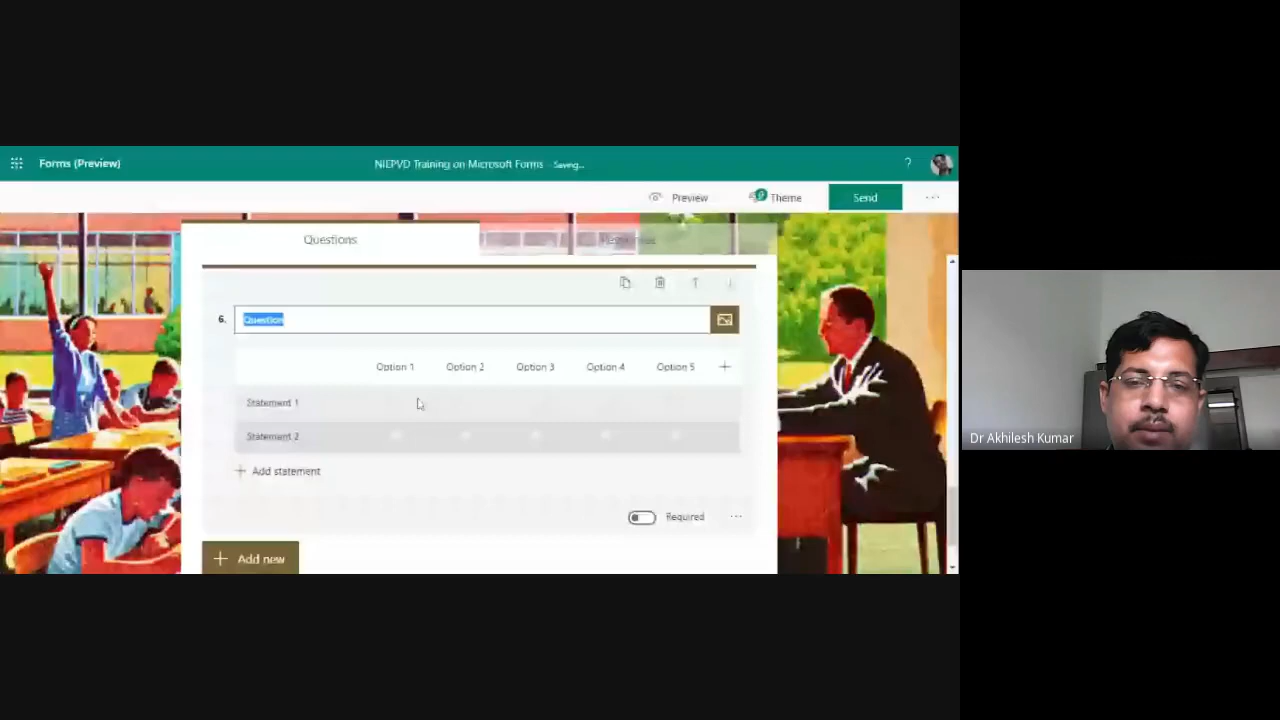 Forms (Preview)
NIEPVD Training on Microsoft Forms - Saving...
?
Preview
Theme
Send
...
Questions
Responses
6.
Question
Option 1
Option 2
Option 3
Option 4
Option 5
+
Statement 1
Statement 2
+ Add statement
Required
...
+ Add new
Dr Akhilesh Kumar